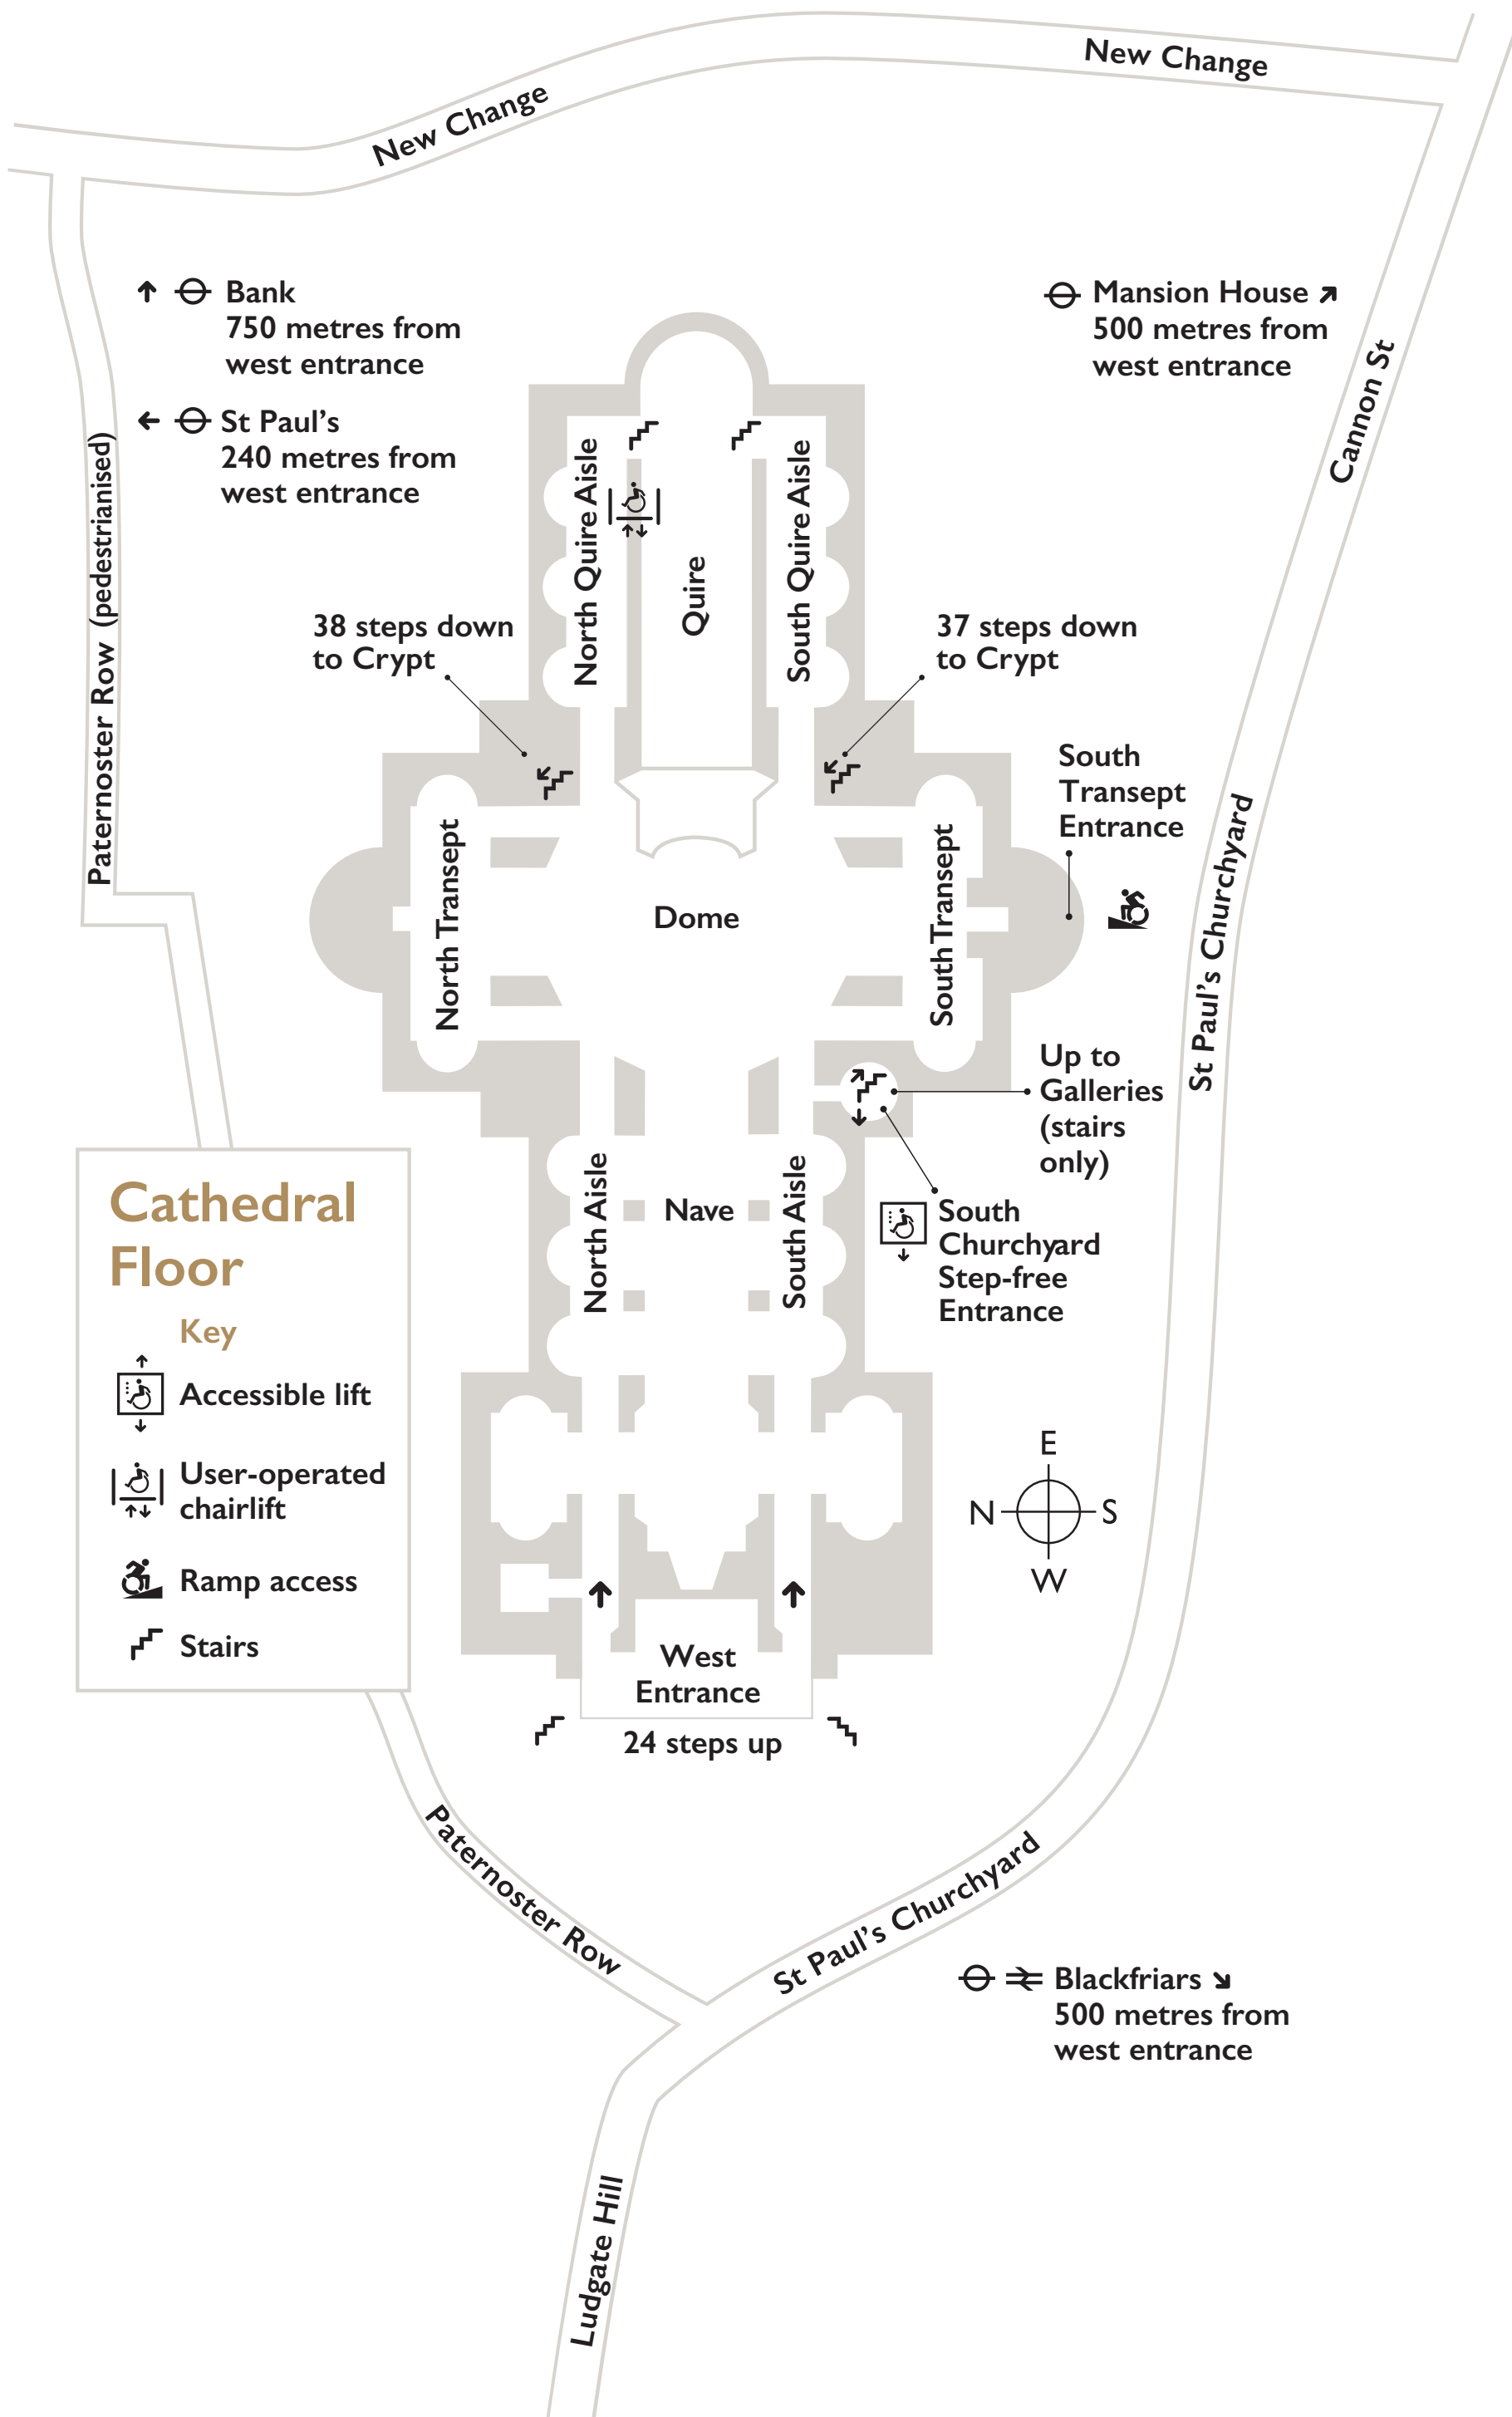 New Change
New Change
Bank
750 metres from
west entrance
St Paul’s
240 metres from
west entrance
Mansion House
500 metres from
west entrance
Cannon St
Paternoster Row (pedestrianised)
North Quire Aisle
Quire
South Quire Aisle
38 steps down
to Crypt
37 steps down
to Crypt
South
Transept
Entrance
St Paul’s Churchyard
North Transept
Dome
South Transept
Up to
Galleries
(stairs
only)
South
Churchyard
Step-free
Entrance
North Aisle
Nave
South Aisle
Cathedral
Floor
Key
Accessible lift
User-operated
chairlift
Ramp access
Stairs
E
N
S
W
West
Entrance
24 steps up
Paternoster Row
St Paul’s Churchyard
Blackfriars
500 metres from
west entrance
Ludgate Hill